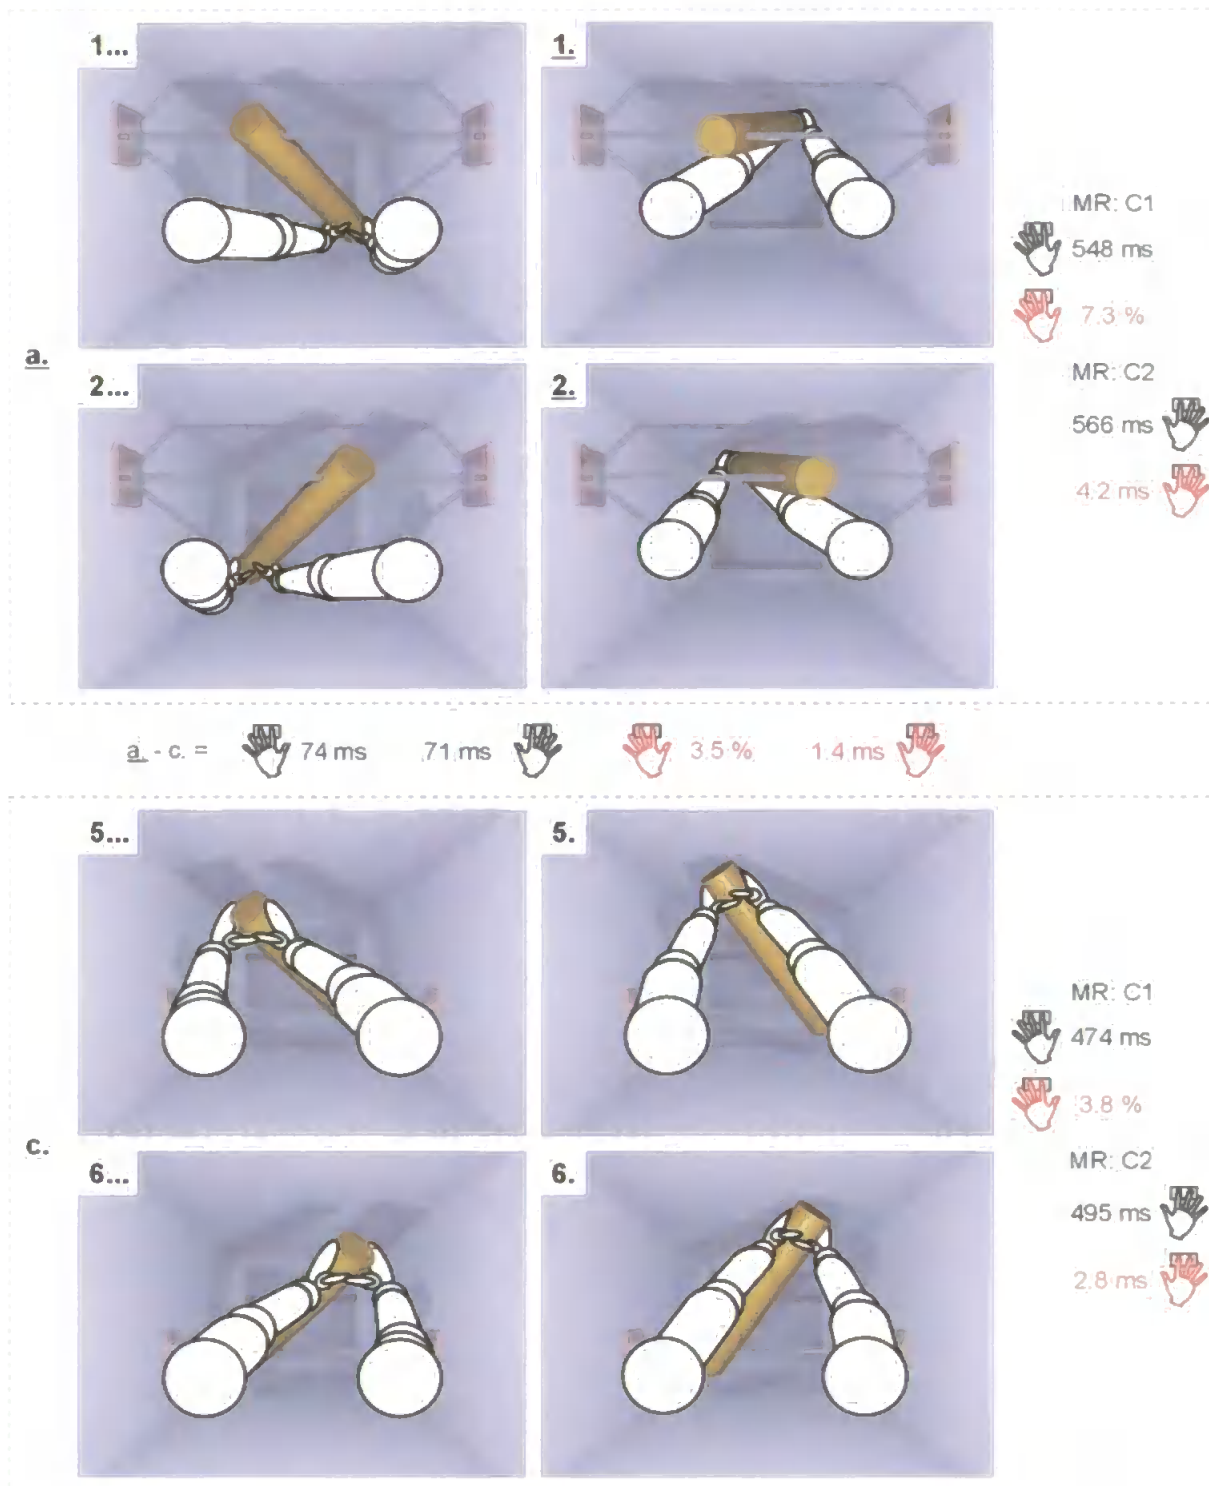 1...
1.
MR: C1
548 ms
7.3 %
a.
MR: C2
2...
2.
566 ms
4.2 ms
a. - c. = 74 ms 71 ms 3.5 % 1.4 ms
5...
5.
MR: C1
474 ms
3.8 %
c.
MR: C2
6...
6.
495 ms
2.8 ms